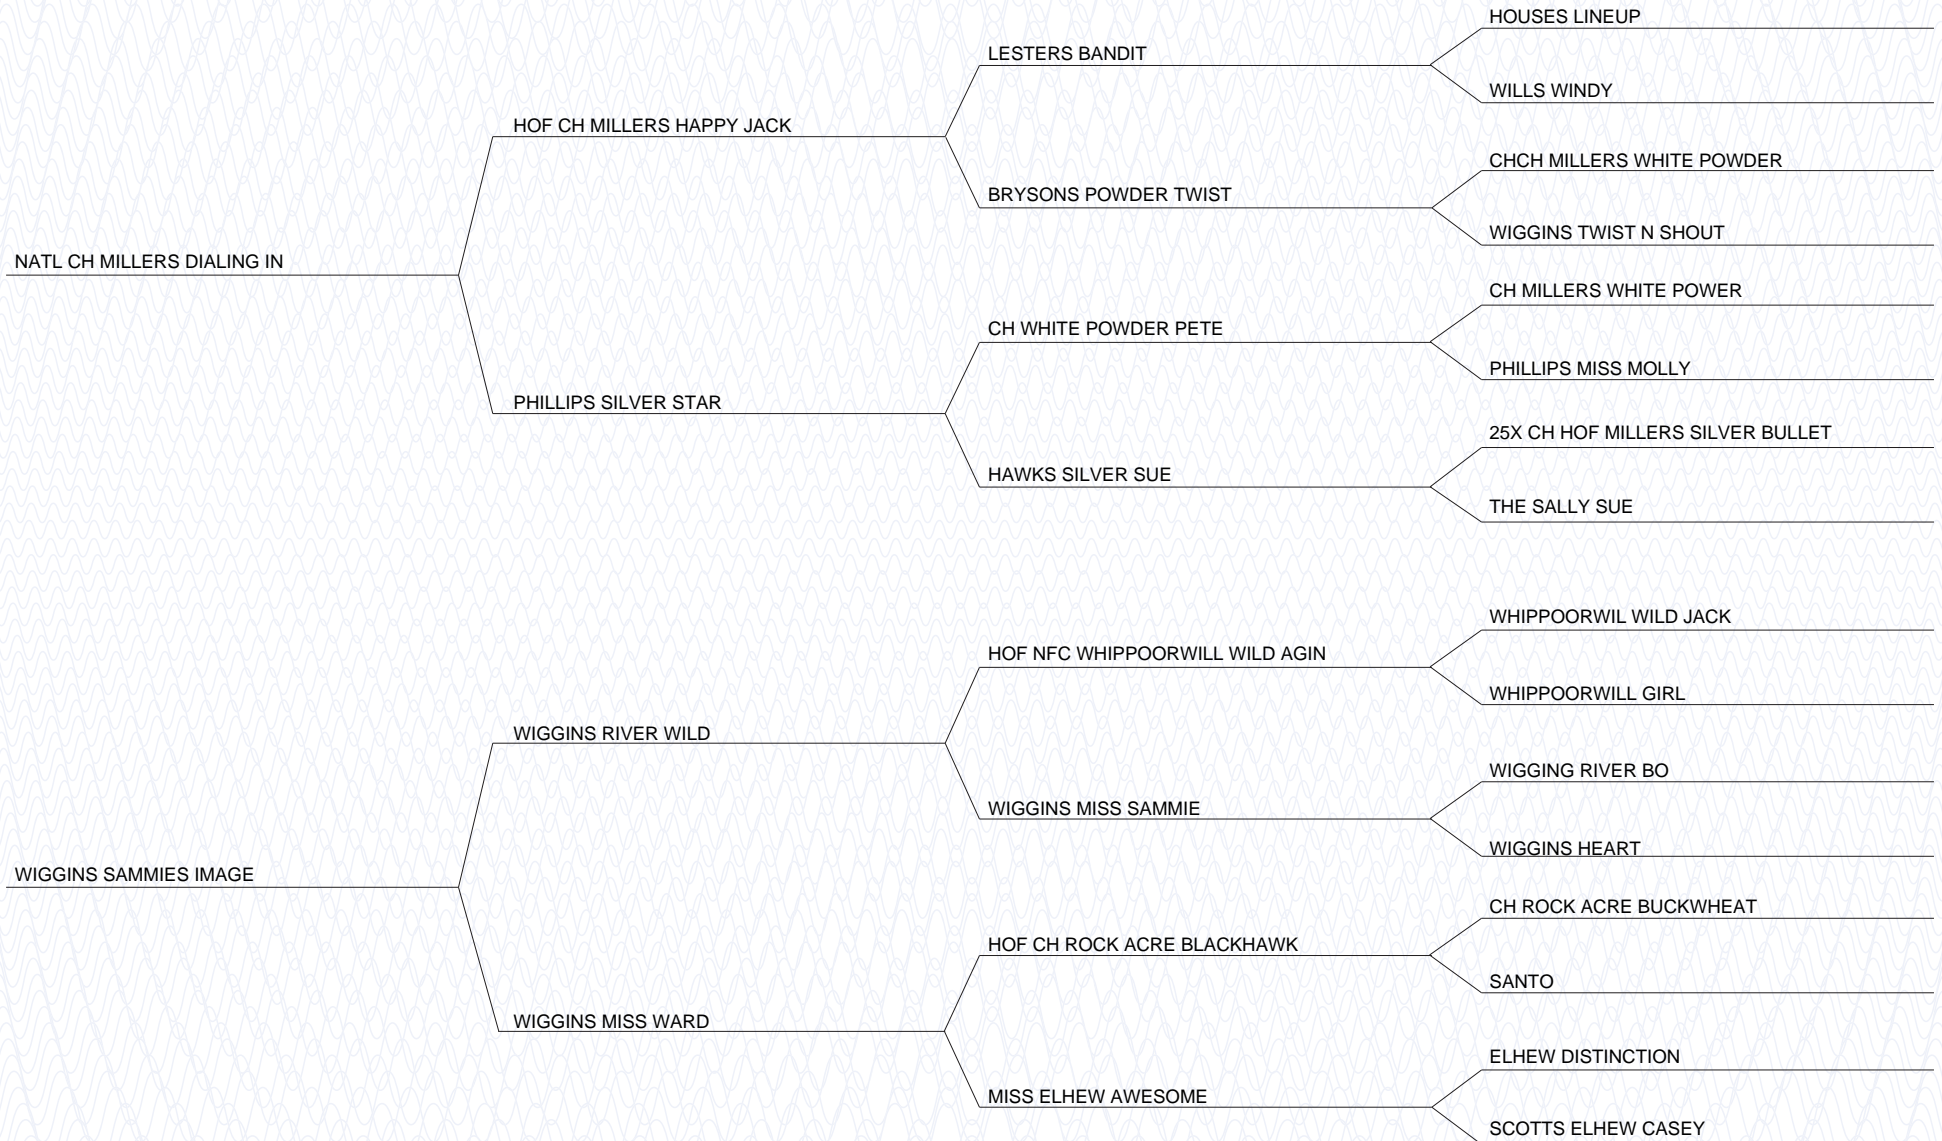 HOUSES LINEUP
LESTERS BANDIT
WILLS WINDY
HOF CH MILLERS HAPPY JACK
CHCH MILLERS WHITE POWDER
BRYSONS POWDER TWIST
WIGGINS TWIST N SHOUT
NATL CH MILLERS DIALING IN
CH MILLERS WHITE POWER
CH WHITE POWDER PETE
PHILLIPS MISS MOLLY
PHILLIPS SILVER STAR
25X CH HOF MILLERS SILVER BULLET
HAWKS SILVER SUE
THE SALLY SUE
WHIPPOORWIL WILD JACK
HOF NFC WHIPPOORWILL WILD AGIN
WHIPPOORWILL GIRL
WIGGINS RIVER WILD
WIGGING RIVER BO
WIGGINS MISS SAMMIE
WIGGINS HEART
WIGGINS SAMMIES IMAGE
CH ROCK ACRE BUCKWHEAT
HOF CH ROCK ACRE BLACKHAWK
SANTO
WIGGINS MISS WARD
ELHEW DISTINCTION
MISS ELHEW AWESOME
SCOTTS ELHEW CASEY